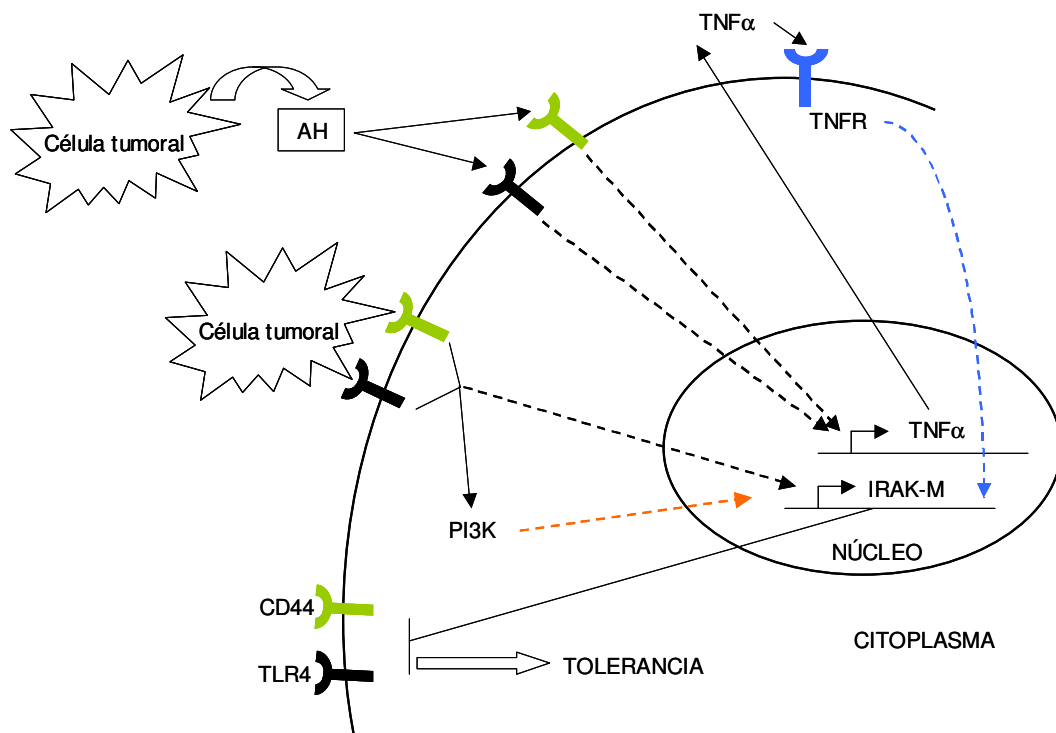 TNFα
Célula tumoral
AH
TNFR
Célula tumoral
TNFα
IRAK-M
PI3K
NÚCLEO
CD44
CITOPLASMA
TLR4
TOLERANCIA